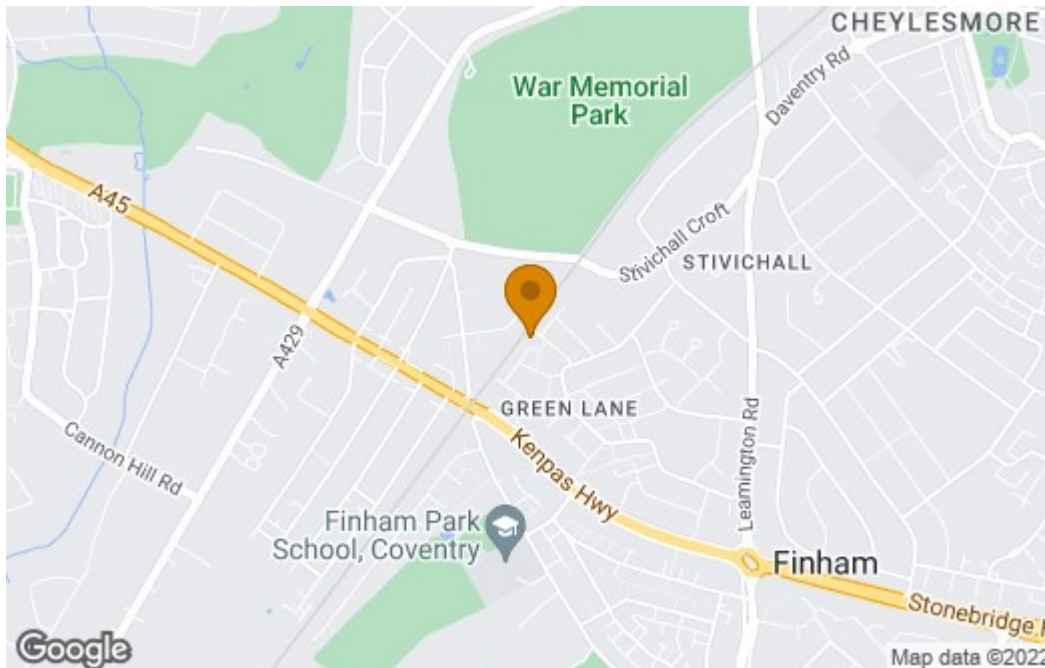 CHEYLESMORE
War Memorial
Park
Daventry Rd
A45
Stivichall Croft
STIVICHALL
A429
GREEN LANE
Kenpas Hwy
Cannon Hill Rd
Leamington Rd
Finham Park
School, Coventry
Finham
Stonebridge H
Google
Map data ©2022